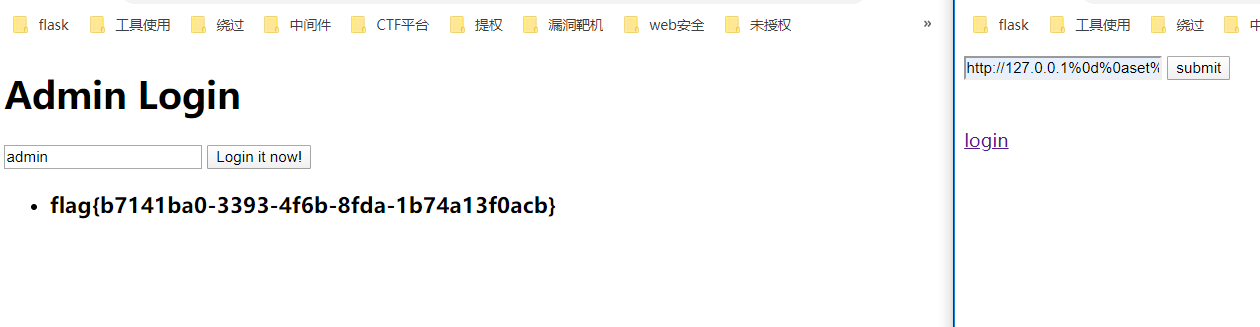 flask 工具使用 绕过 中间件 CTF平台 提权 漏洞靶机 web安全 未授权 »
Admin Login
admin Login it now!
flag{b7141ba0-3393-4f6b-8fda-1b74a13f0acb}
flask 工具使用 绕过 中
http://127.0.0.1%0d%0aset% submit
login